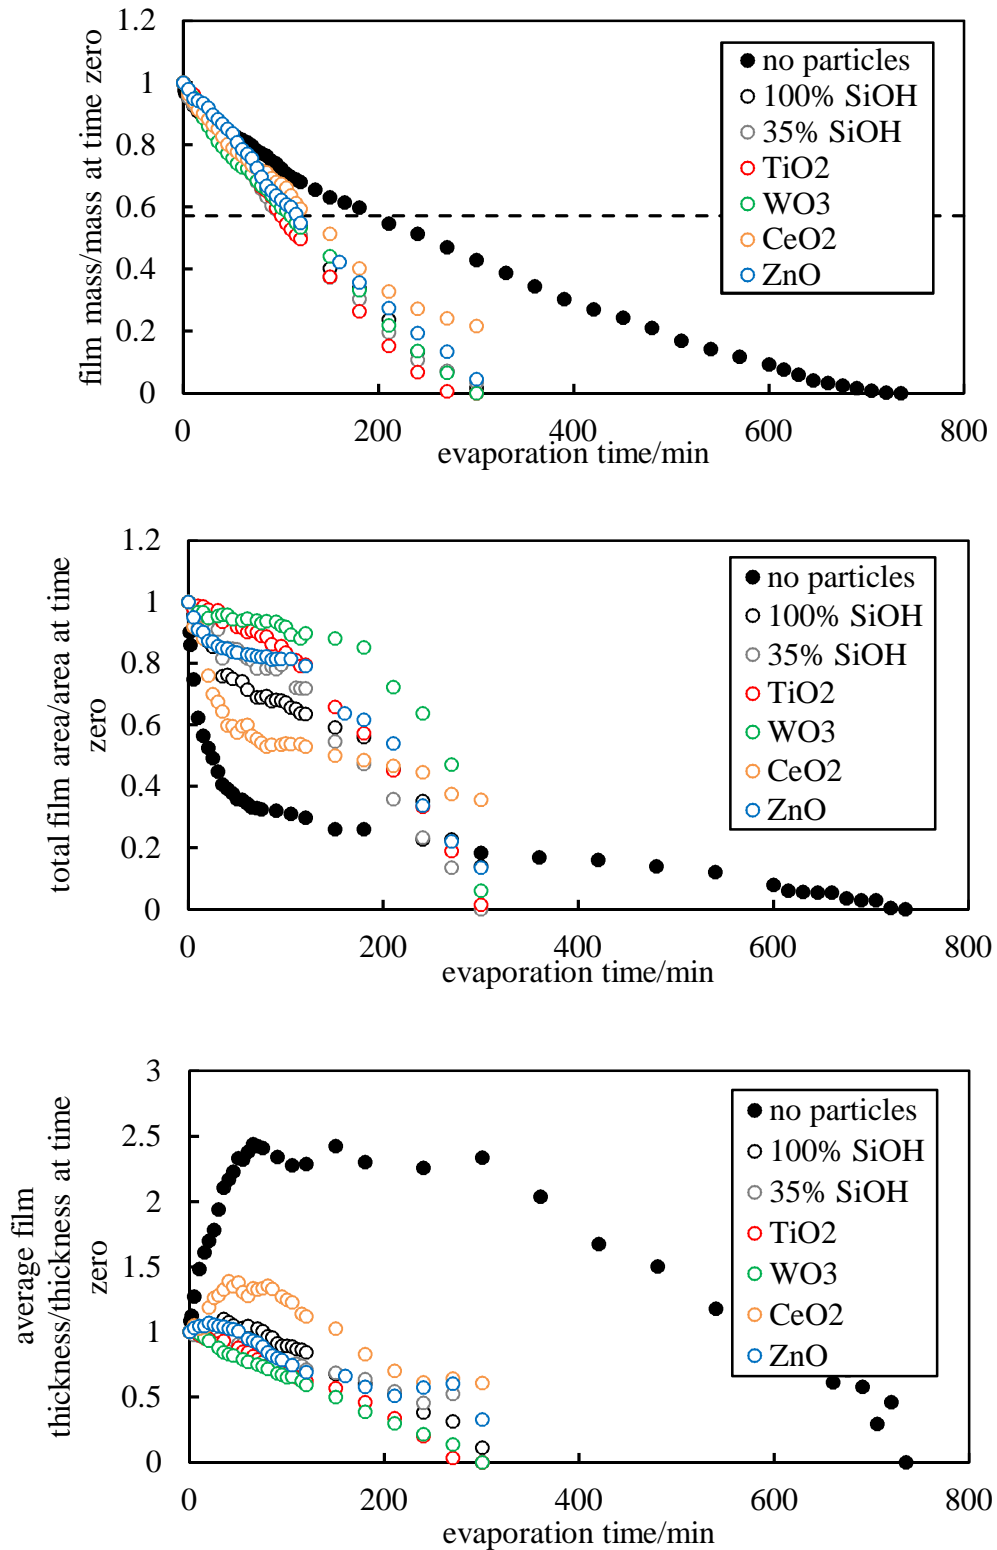 film mass/mass at time zero
1.2
1
0.8
0.6
0.4
0.2
0
no particles
100% SiOH
35% SiOH
TiO2
WO3
CeO2
ZnO
0 200 400 600 800
evaporation time/min
total film area/area at time
zero
1.2
1
0.8
0.6
0.4
0.2
0
no particles
100% SiOH
35% SiOH
TiO2
WO3
CeO2
ZnO
0 200 400 600 800
evaporation time/min
average film
thickness/thickness at time
zero
3
2.5
2
1.5
1
0.5
0
no particles
100% SiOH
35% SiOH
TiO2
WO3
CeO2
ZnO
0 200 400 600 800
evaporation time/min